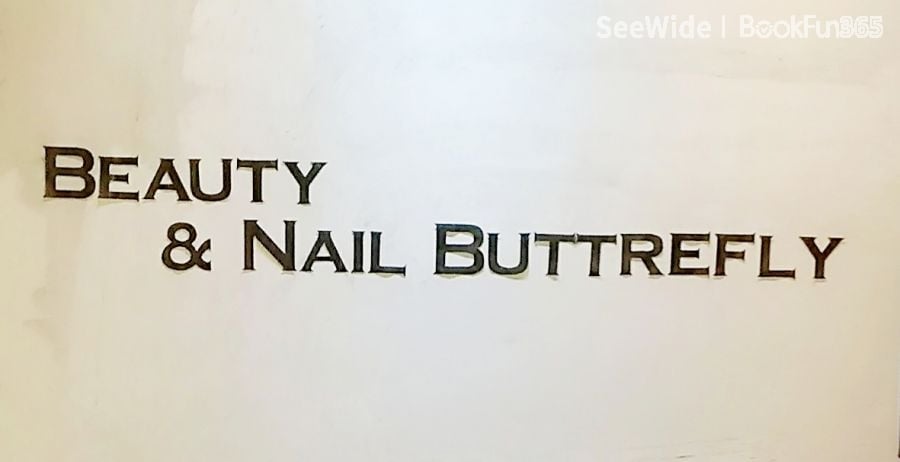 SeeWide | BookFun365
BEAUTY
& NAIL BUTTREFLY